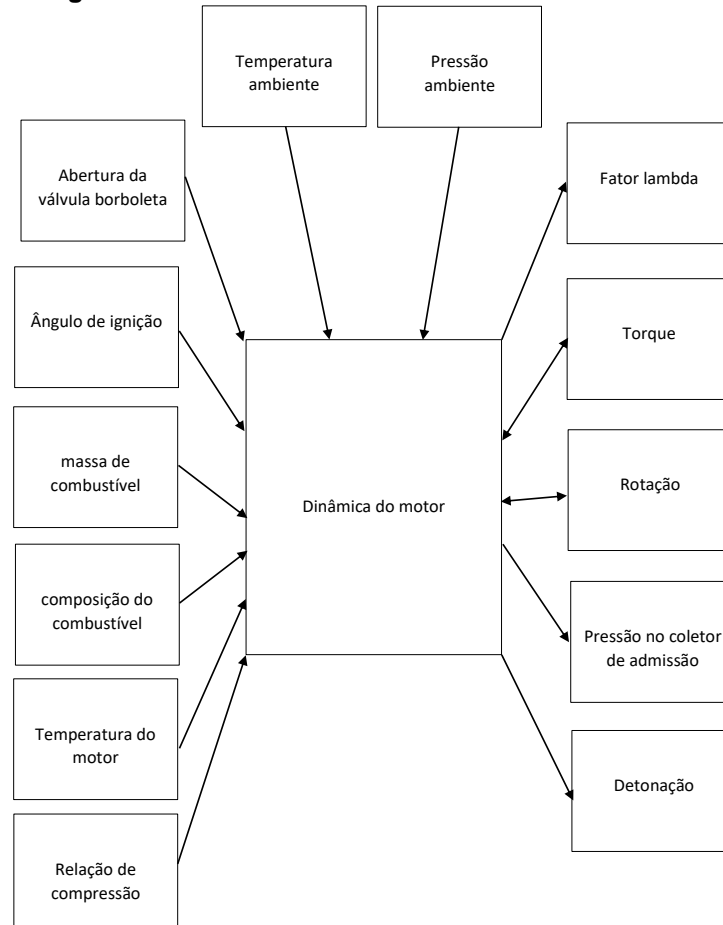 Temperatura
ambiente
Pressão
ambiente
Abertura da
válvula borboleta
Fator lambda
Ângulo de ignição
Torque
massa de
combustível
Dinâmica do motor
Rotação
composição do
combustível
Pressão no coletor
de admissão
Temperatura do
motor
Detonação
Relação de
compressão